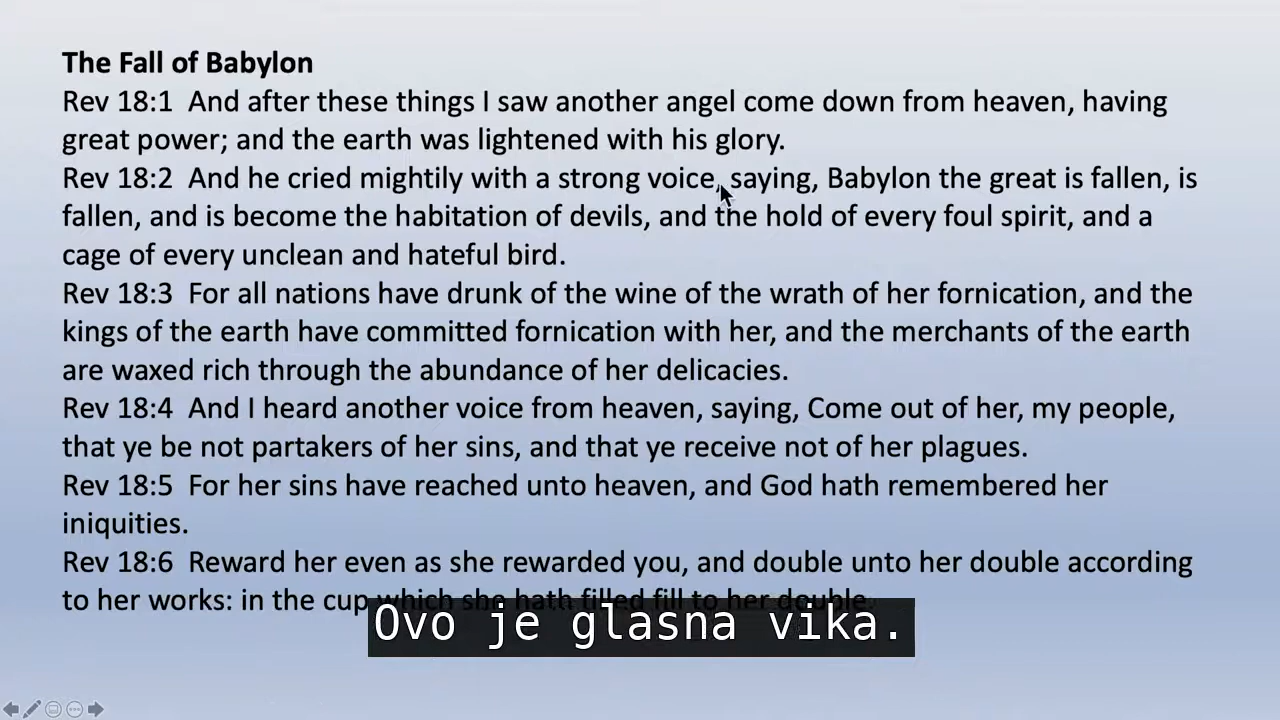 The Fall of Babylon
Rev 18:1  And after these things I saw another angel come down from heaven, having
great power; and the earth was lightened with his glory.
Rev 18:2  And he cried mightily with a strong voice, saying, Babylon the great is fallen, is
fallen, and is become the habitation of devils, and the hold of every foul spirit, and a
cage of every unclean and hateful bird.
Rev 18:3  For all nations have drunk of the wine of the wrath of her fornication, and the
kings of the earth have committed fornication with her, and the merchants of the earth
are waxed rich through the abundance of her delicacies.
Rev 18:4  And I heard another voice from heaven, saying, Come out of her, my people,
that ye be not partakers of her sins, and that ye receive not of her plagues.
Rev 18:5  For her sins have reached unto heaven, and God hath remembered her
iniquities.
Rev 18:6  Reward her even as she rewarded you, and double unto her double according
to her works: in the cup which she hath filled fill to her double.
Ovo je glasna vika.